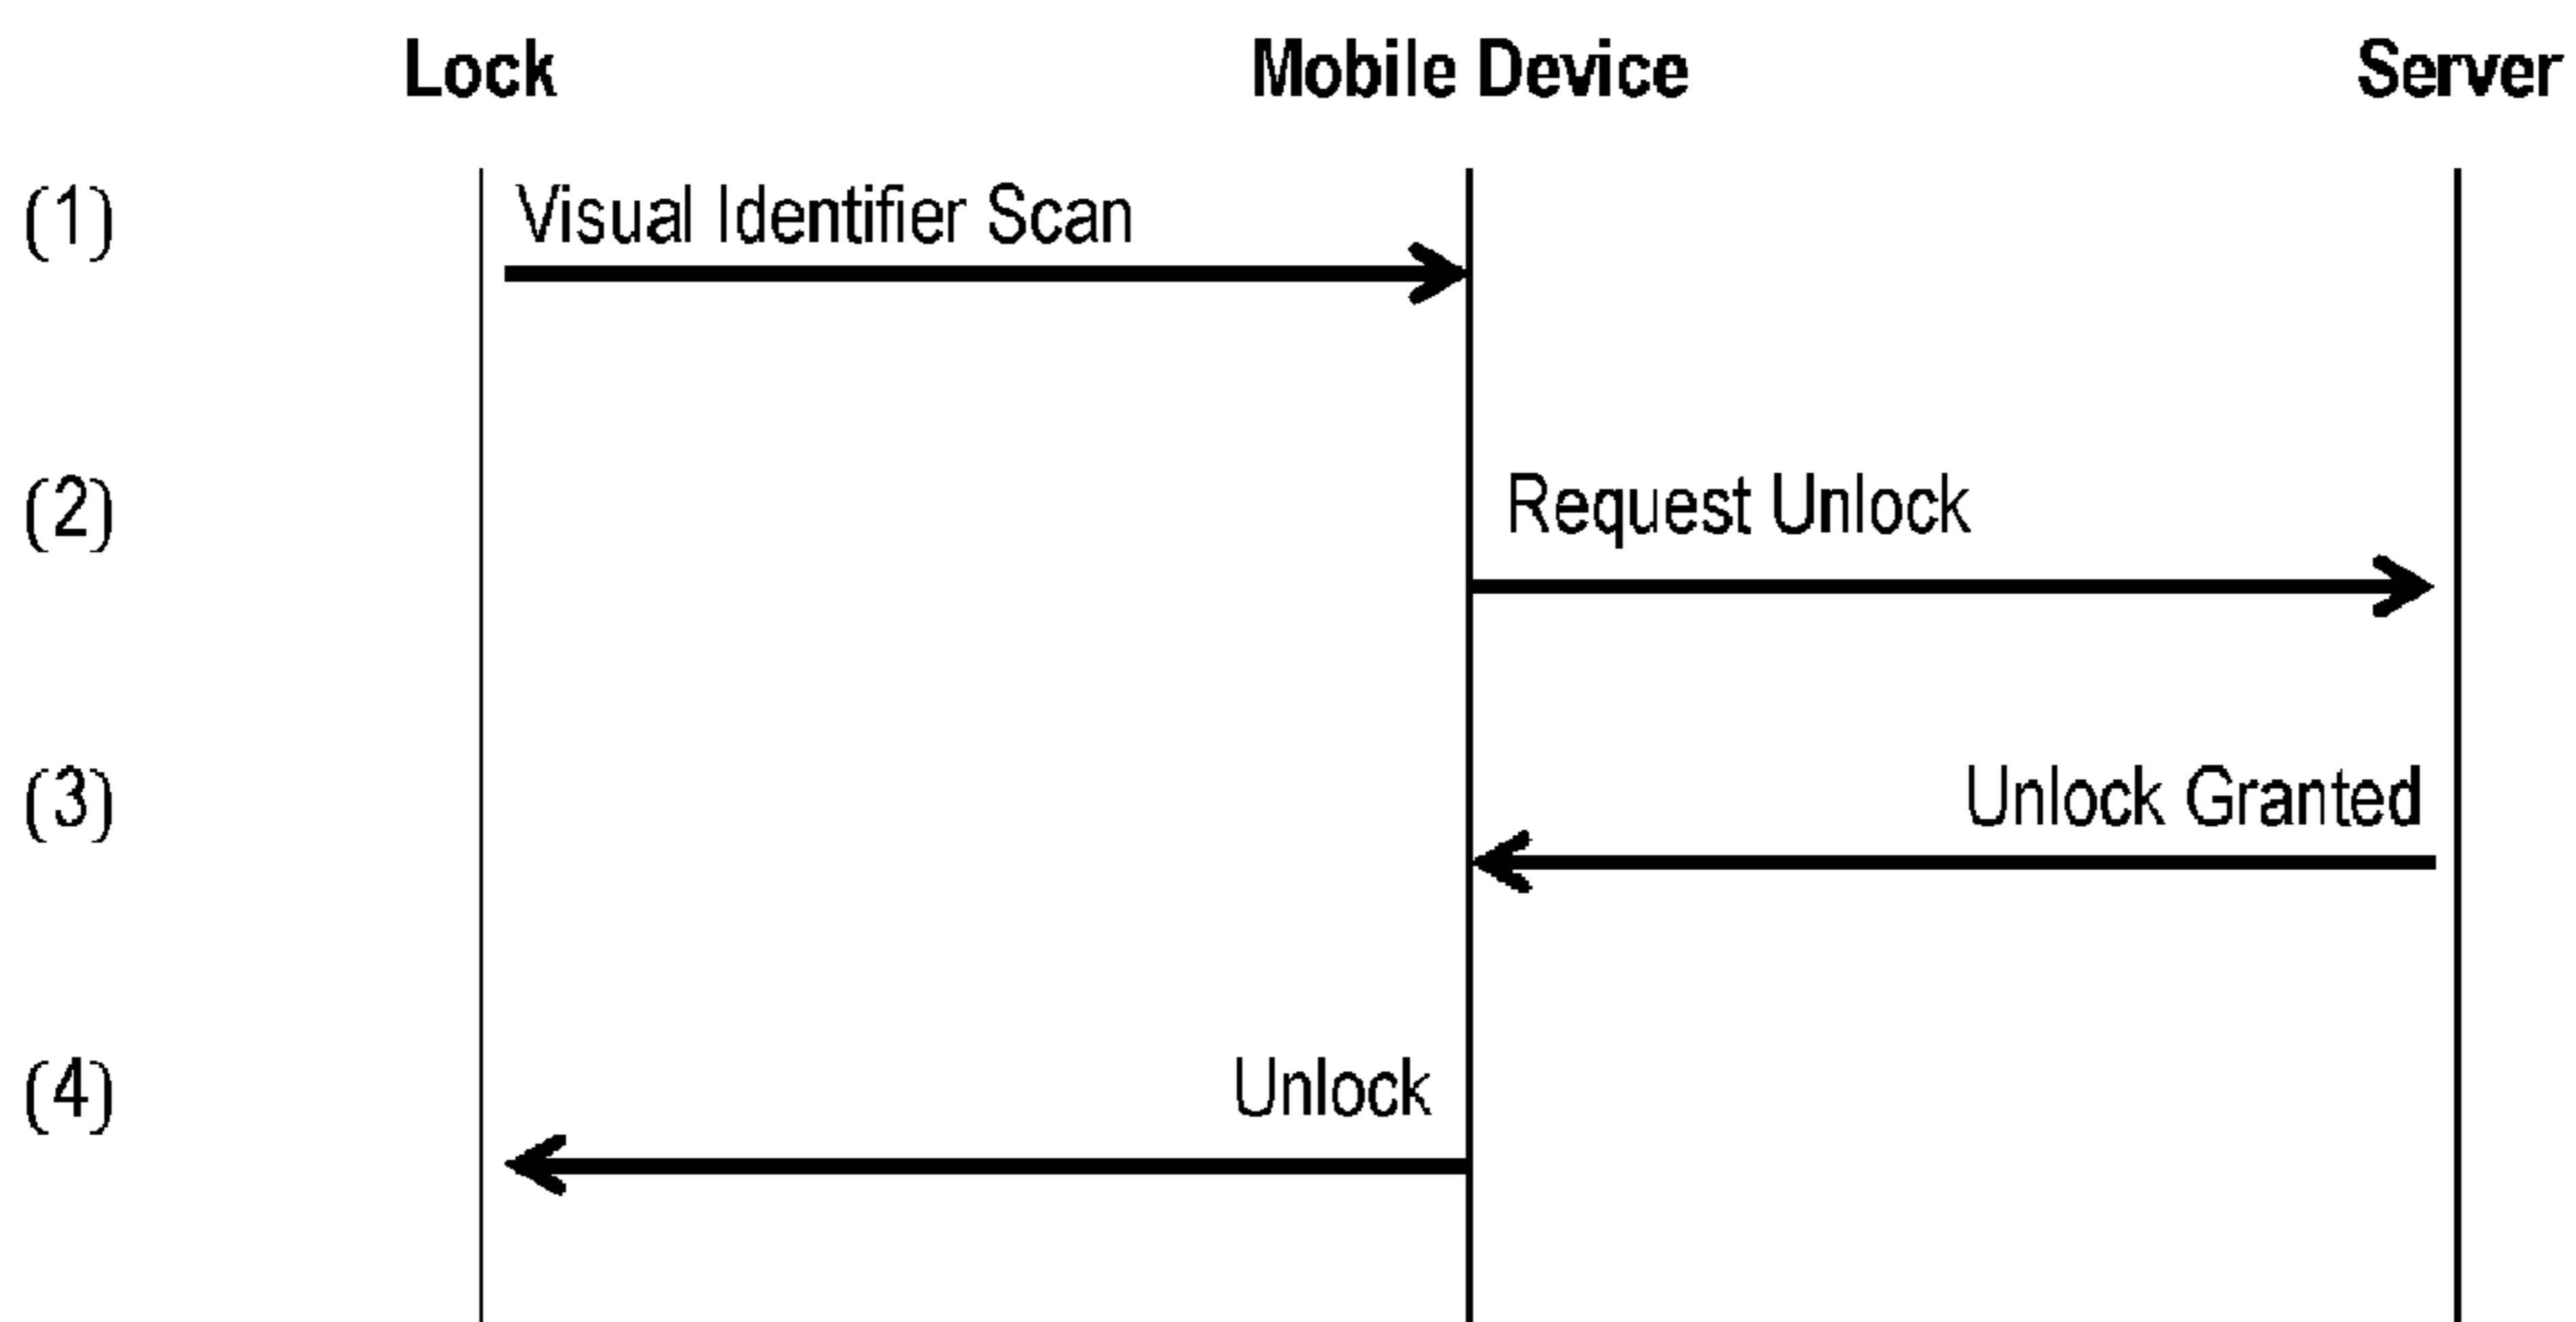 Lock Mobile Device Server
(1) Visual Identifier Scan
(2) Request Unlock
(3) Unlock Granted
(4) Unlock